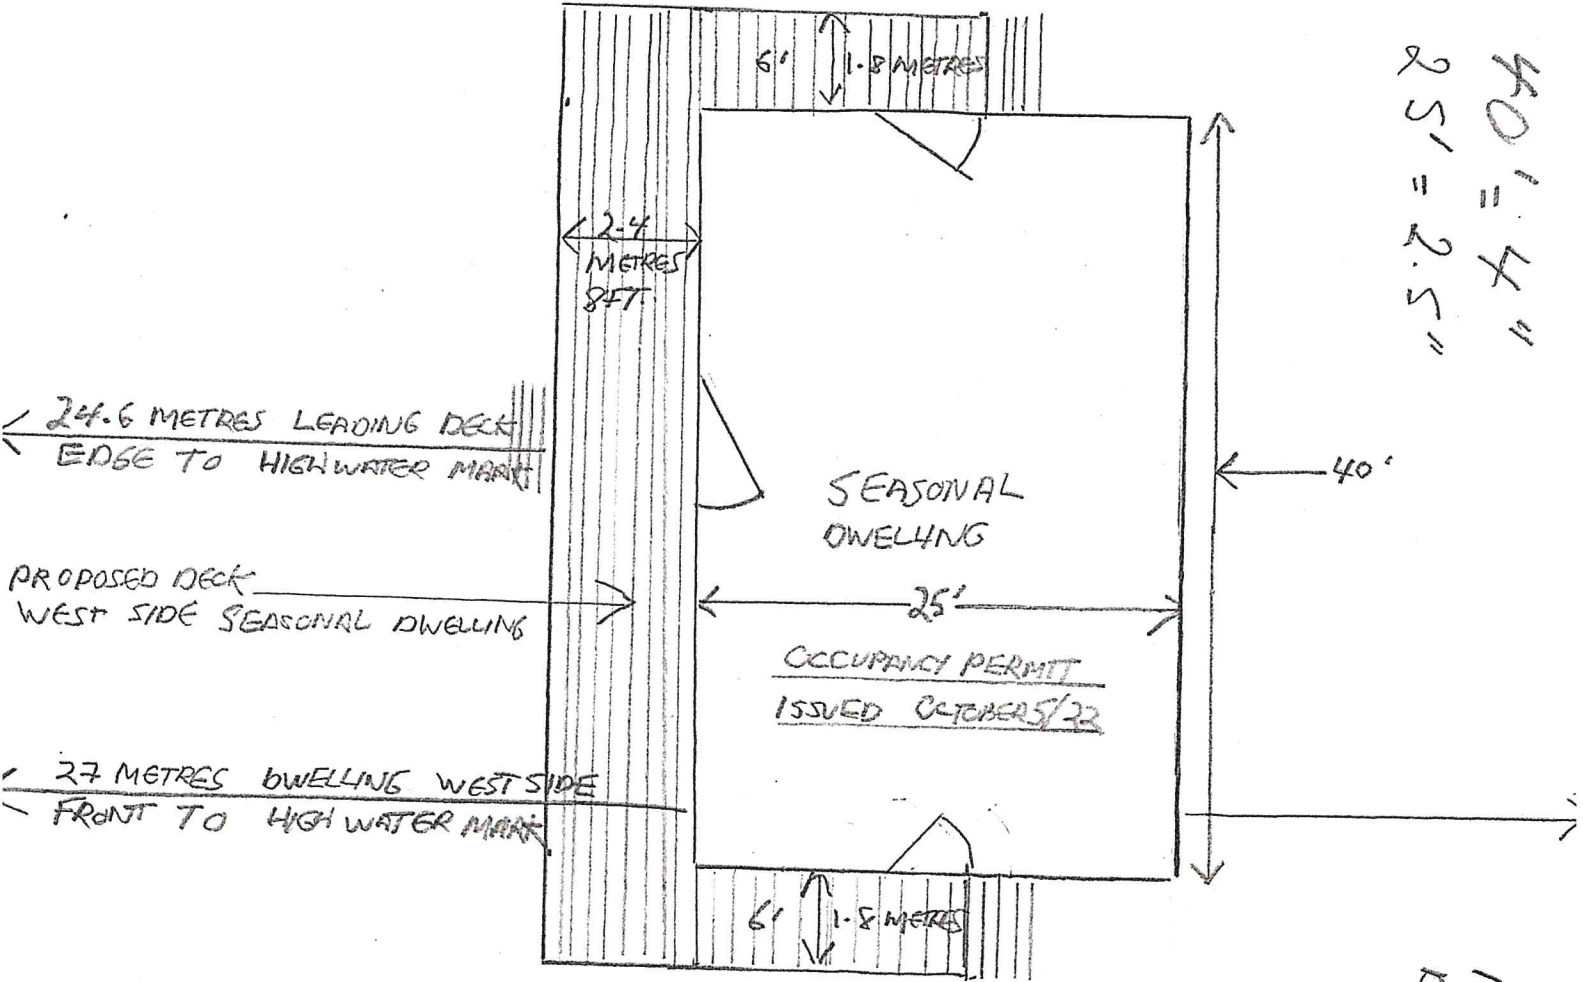 6' 1.8 METRES
2.4
METRES
8FT
40' = 4"
25' = 2.5"
24.6 METRES LEADING DECK
EDGE TO HIGHWATER MARK
SEASONAL
DWELLING
40'
PROPOSED DECK
WEST SIDE SEASONAL DWELLING
25'
OCCUPANCY PERMIT
ISSUED OCTOBER 5/22
27 METRES DWELLING WEST SIDE
FRONT TO HIGH WATER MARK
6' 1.8 METRES